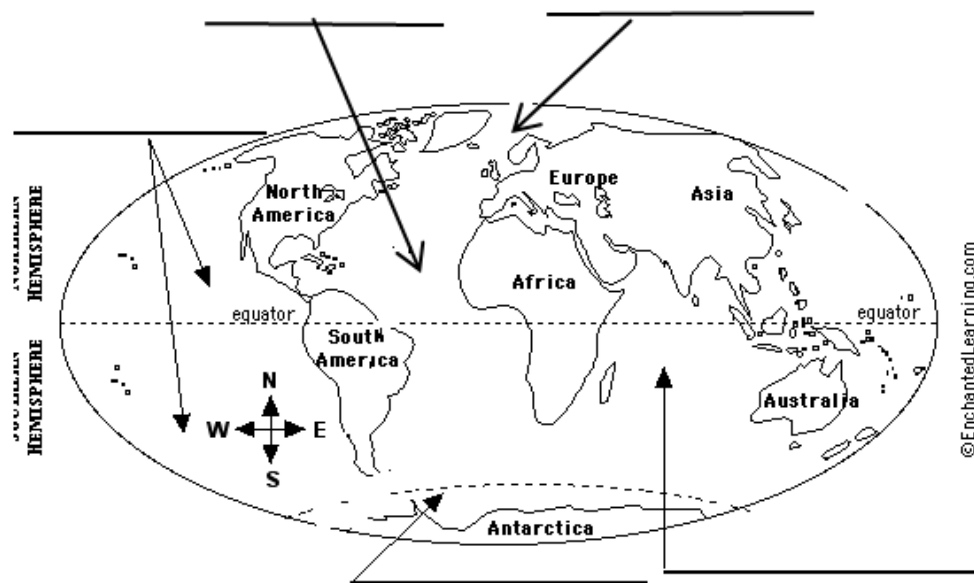 North
America
Europe
Asia
Africa
equator
equator
South
America
Australia
N
W
E
S
Antarctica
HEMISPHERE
HEMISPHERE
©EnchantedLearning.com